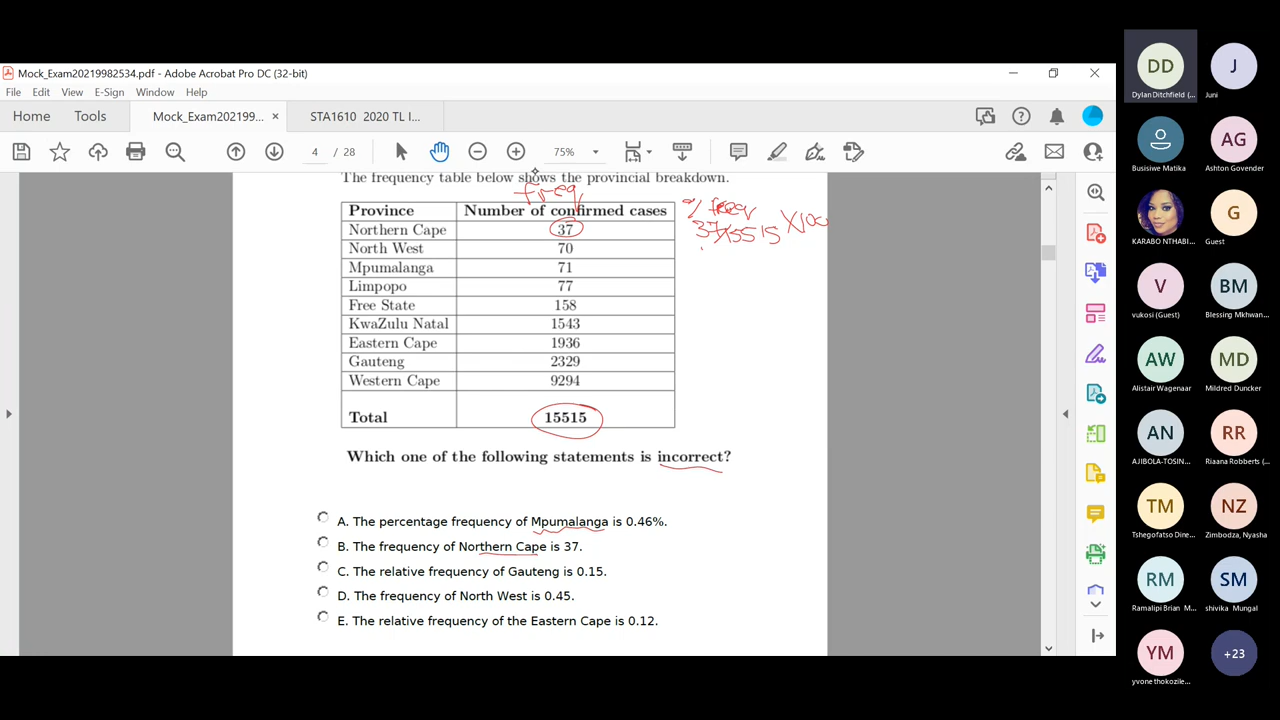 Mock_Exam20219982534.pdf - Adobe Acrobat Pro DC (32-bit)
File Edit View Window Help
Home Tools Mock_Exam202199... × STA1610 2020 TL I...
4 / 28 75%
The frequency table below shows the provincial breakdown.
freq
Province Number of confirmed cases % freq
Northern Cape 37 37/15515 X100
North West 70
Mpumalanga 71
Limpopo 77
Free State 158
KwaZulu Natal 1543
Eastern Cape 1936
Gauteng 2329
Western Cape 9294
Total 15515
Which one of the following statements is incorrect?
A. The percentage frequency of Mpumalanga is 0.46%.
B. The frequency of Northern Cape is 37.
C. The relative frequency of Gauteng is 0.15.
D. The frequency of North West is 0.45.
E. The relative frequency of the Eastern Cape is 0.12.
DD J
Dylan Ditchfield (... Juni
AG
Busisiwe Matika Ashton Govender
G
KARABO NTHABI... Guest
V BM
vukosi (Guest) Blessing Mkhwan...
AW MD
Alistair Wagenaar Mildred Duncker
AN RR
AJIBOLA-TOSIN... Riaana Robberts (...
TM NZ
Tshegofatso Dine... Zimbodza, Nyasha
RM SM
Ramalipi Brian M... shivika Mungal
YM +23
yvone thokozile...